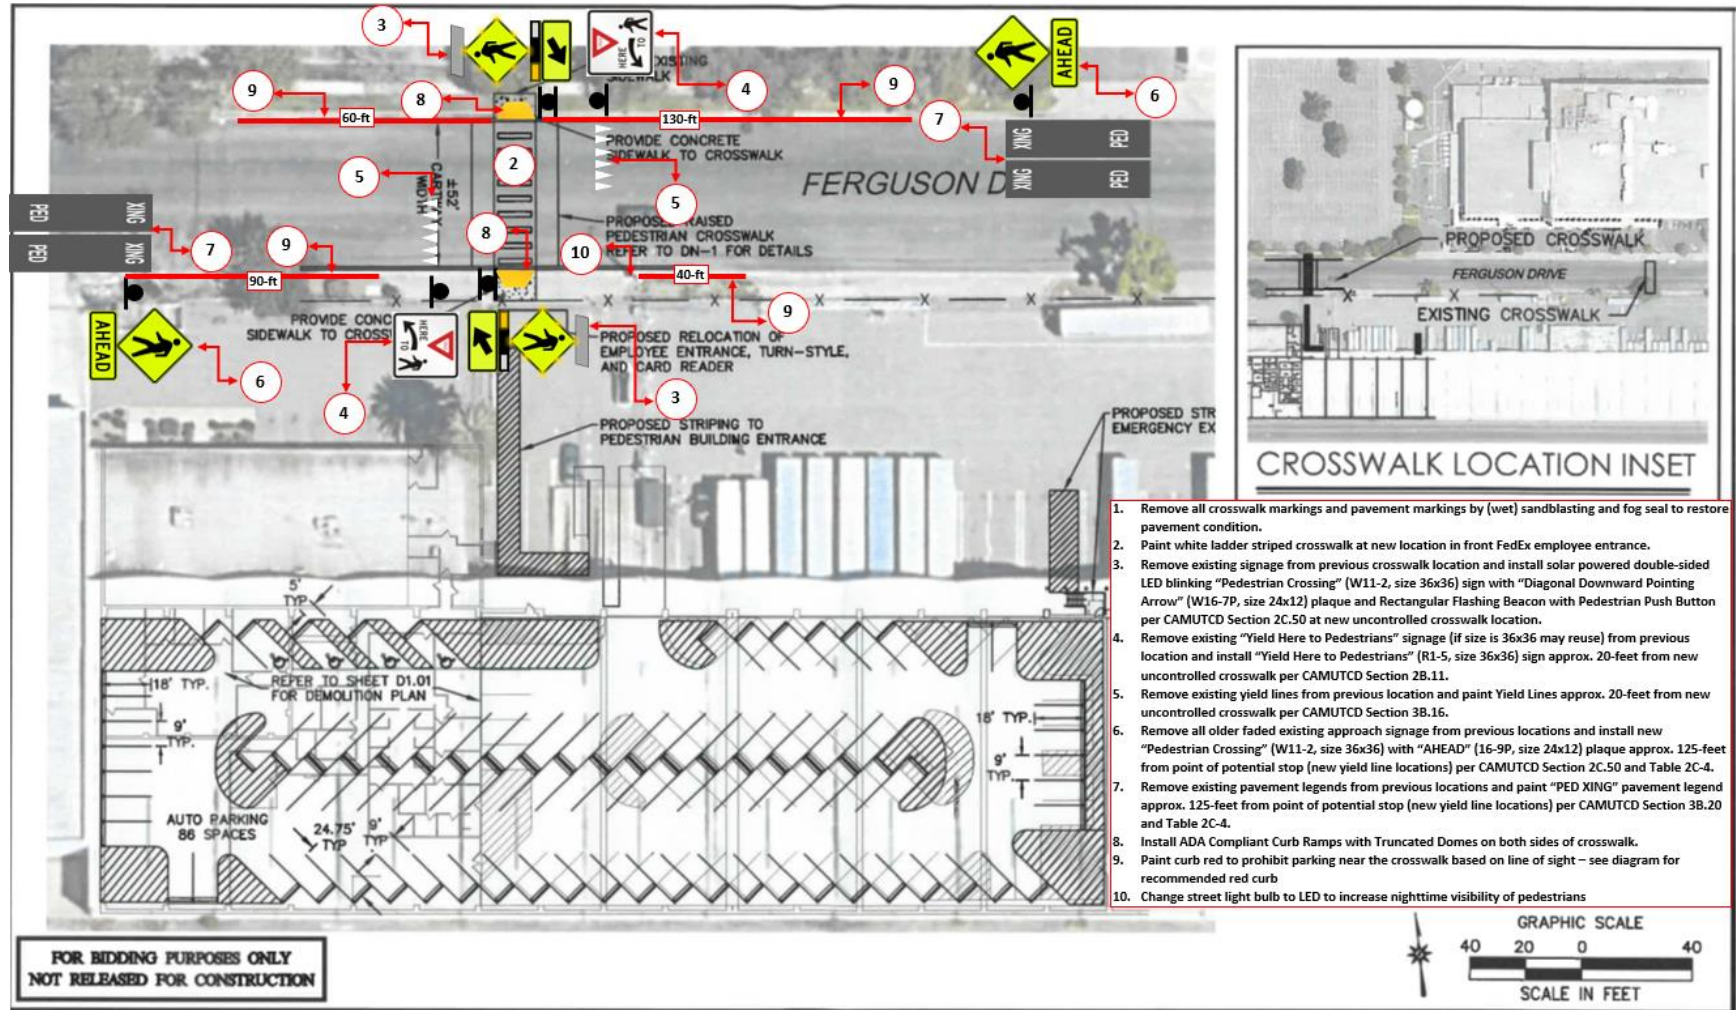 3
HERE
TO
4
AHEAD
6
EXISTING
SIDEWALK
9
8
9
60-ft
130-ft
7
XING PED
XING PED
PROVIDE CONCRETE
SIDEWALK TO CROSSWALK
2
5
±52'
CARTWAY
WIDTH
5
FERGUSON D
PED XING
PED XING
7
9
8
10
PROPOSED RAISED
PEDESTRIAN CROSSWALK
REFER TO DN-1 FOR DETAILS
90-ft
40-ft
9
X X X X X X
PROVIDE CONC
SIDEWALK TO CROSS
AHEAD
6
HERE
TO
4
PROPOSED RELOCATION OF
EMPLOYEE ENTRANCE, TURN-STYLE,
AND CARD READER
3
PROPOSED STRIPING TO
PEDESTRIAN BUILDING ENTRANCE
PROPOSED STR
EMERGENCY EX
PROPOSED CROSSWALK
FERGUSON DRIVE
X X X
EXISTING CROSSWALK
CROSSWALK LOCATION INSET
1. Remove all crosswalk markings and pavement markings by (wet) sandblasting and fog seal to restore
pavement condition.
2. Paint white ladder striped crosswalk at new location in front FedEx employee entrance.
3. Remove existing signage from previous crosswalk location and install solar powered double-sided
LED blinking “Pedestrian Crossing” (W11-2, size 36x36) sign with “Diagonal Downward Pointing
Arrow” (W16-7P, size 24x12) plaque and Rectangular Flashing Beacon with Pedestrian Push Button
per CAMUTCD Section 2C.50 at new uncontrolled crosswalk location.
4. Remove existing “Yield Here to Pedestrians” signage (if size is 36x36 may reuse) from previous
location and install “Yield Here to Pedestrians” (R1-5, size 36x36) sign approx. 20-feet from new
uncontrolled crosswalk per CAMUTCD Section 2B.11.
5. Remove existing yield lines from previous location and paint Yield Lines approx. 20-feet from new
uncontrolled crosswalk per CAMUTCD Section 3B.16.
6. Remove all older faded existing approach signage from previous locations and install new
“Pedestrian Crossing” (W11-2, size 36x36) with “AHEAD” (16-9P, size 24x12) plaque approx. 125-feet
from point of potential stop (new yield line locations) per CAMUTCD Section 2C.50 and Table 2C-4.
7. Remove existing pavement legends from previous locations and paint “PED XING” pavement legend
approx. 125-feet from point of potential stop (new yield line locations) per CAMUTCD Section 3B.20
and Table 2C-4.
8. Install ADA Compliant Curb Ramps with Truncated Domes on both sides of crosswalk.
9. Paint curb red to prohibit parking near the crosswalk based on line of sight – see diagram for
recommended red curb
10. Change street light bulb to LED to increase nighttime visibility of pedestrians
5'
TYP.
18' TYP.
REFER TO SHEET D1.01
FOR DEMOLITION PLAN
9'
TYP.
18' TYP.
9'
TYP.
AUTO PARKING
86 SPACES
24.75'
TYP
9'
TYP
FOR BIDDING PURPOSES ONLY
NOT RELEASED FOR CONSTRUCTION
GRAPHIC SCALE
40 20 0 40
SCALE IN FEET